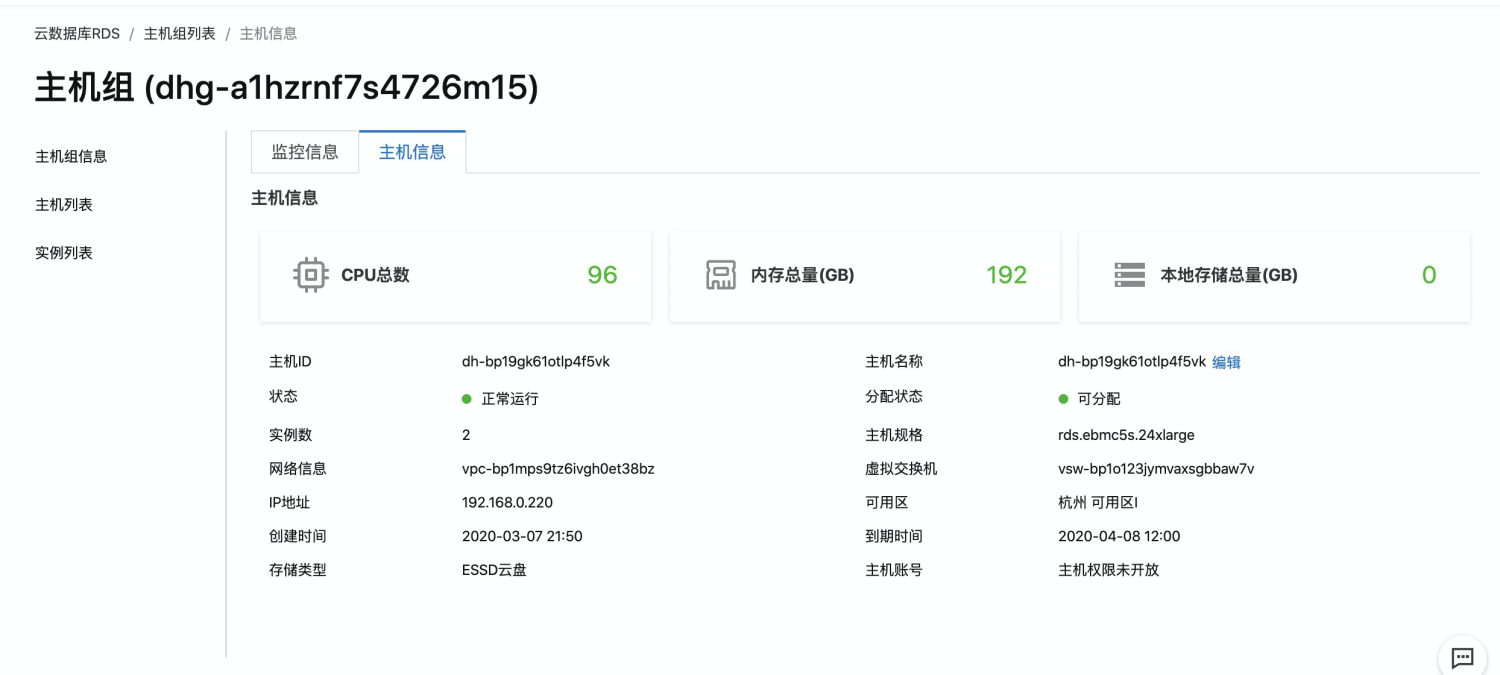 云数据库RDS / 主机组列表 / 主机信息
主机组 (dhg-a1hzrnf7s4726m15)
主机组信息
主机列表
实例列表
监控信息 主机信息
主机信息
CPU总数 96 内存总量(GB) 192 本地存储总量(GB) 0
主机ID dh-bp19gk61otlp4f5vk 主机名称 dh-bp19gk61otlp4f5vk 编辑
状态 正常运行 分配状态 可分配
实例数 2 主机规格 rds.ebmc5s.24xlarge
网络信息 vpc-bp1mps9tz6ivgh0et38bz 虚拟交换机 vsw-bp1o123jymvaxsgbbaw7v
IP地址 192.168.0.220 可用区 杭州 可用区I
创建时间 2020-03-07 21:50 到期时间 2020-04-08 12:00
存储类型 ESSD云盘 主机账号 主机权限未开放